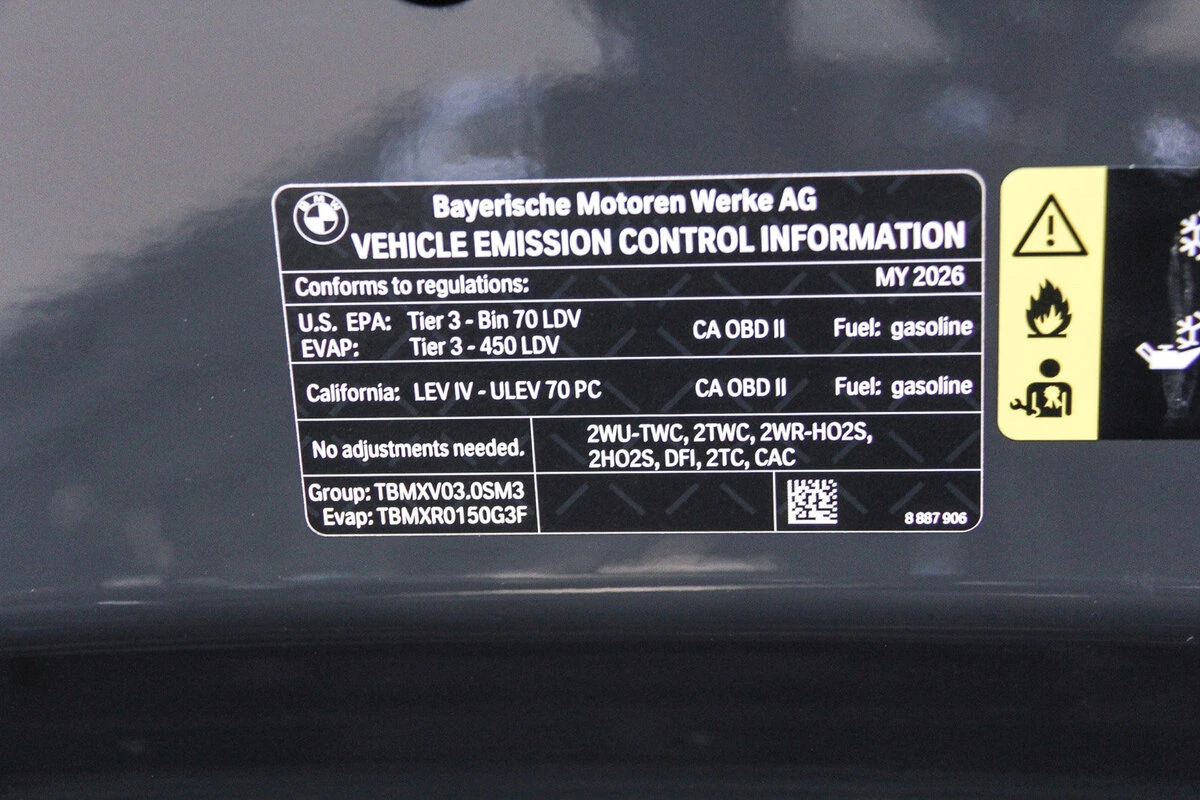 BMW
Bayerische Motoren Werke AG
VEHICLE EMISSION CONTROL INFORMATION
Conforms to regulations: MY 2026
U.S. EPA: Tier 3 - Bin 70 LDV CA OBD II Fuel: gasoline
EVAP: Tier 3 - 450 LDV
California: LEV IV - ULEV 70 PC CA OBD II Fuel: gasoline
No adjustments needed. 2WU-TWC, 2TWC, 2WR-HO2S,
2HO2S, DFI, 2TC, CAC
Group: TBMXV03.0SM3
Evap: TBMXR0150G3F
8 887 906